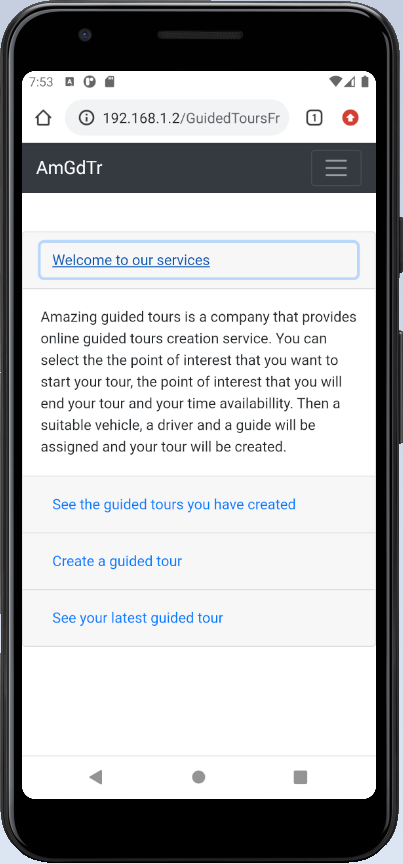 7:53
192.168.1.2/GuidedToursFr
1
AmGdTr
Welcome to our services
Amazing guided tours is a company that provides
online guided tours creation service. You can
select the the point of interest that you want to
start your tour, the point of interest that you will
end your tour and your time availabillity. Then a
suitable vehicle, a driver and a guide will be
assigned and your tour will be created.
See the guided tours you have created
Create a guided tour
See your latest guided tour